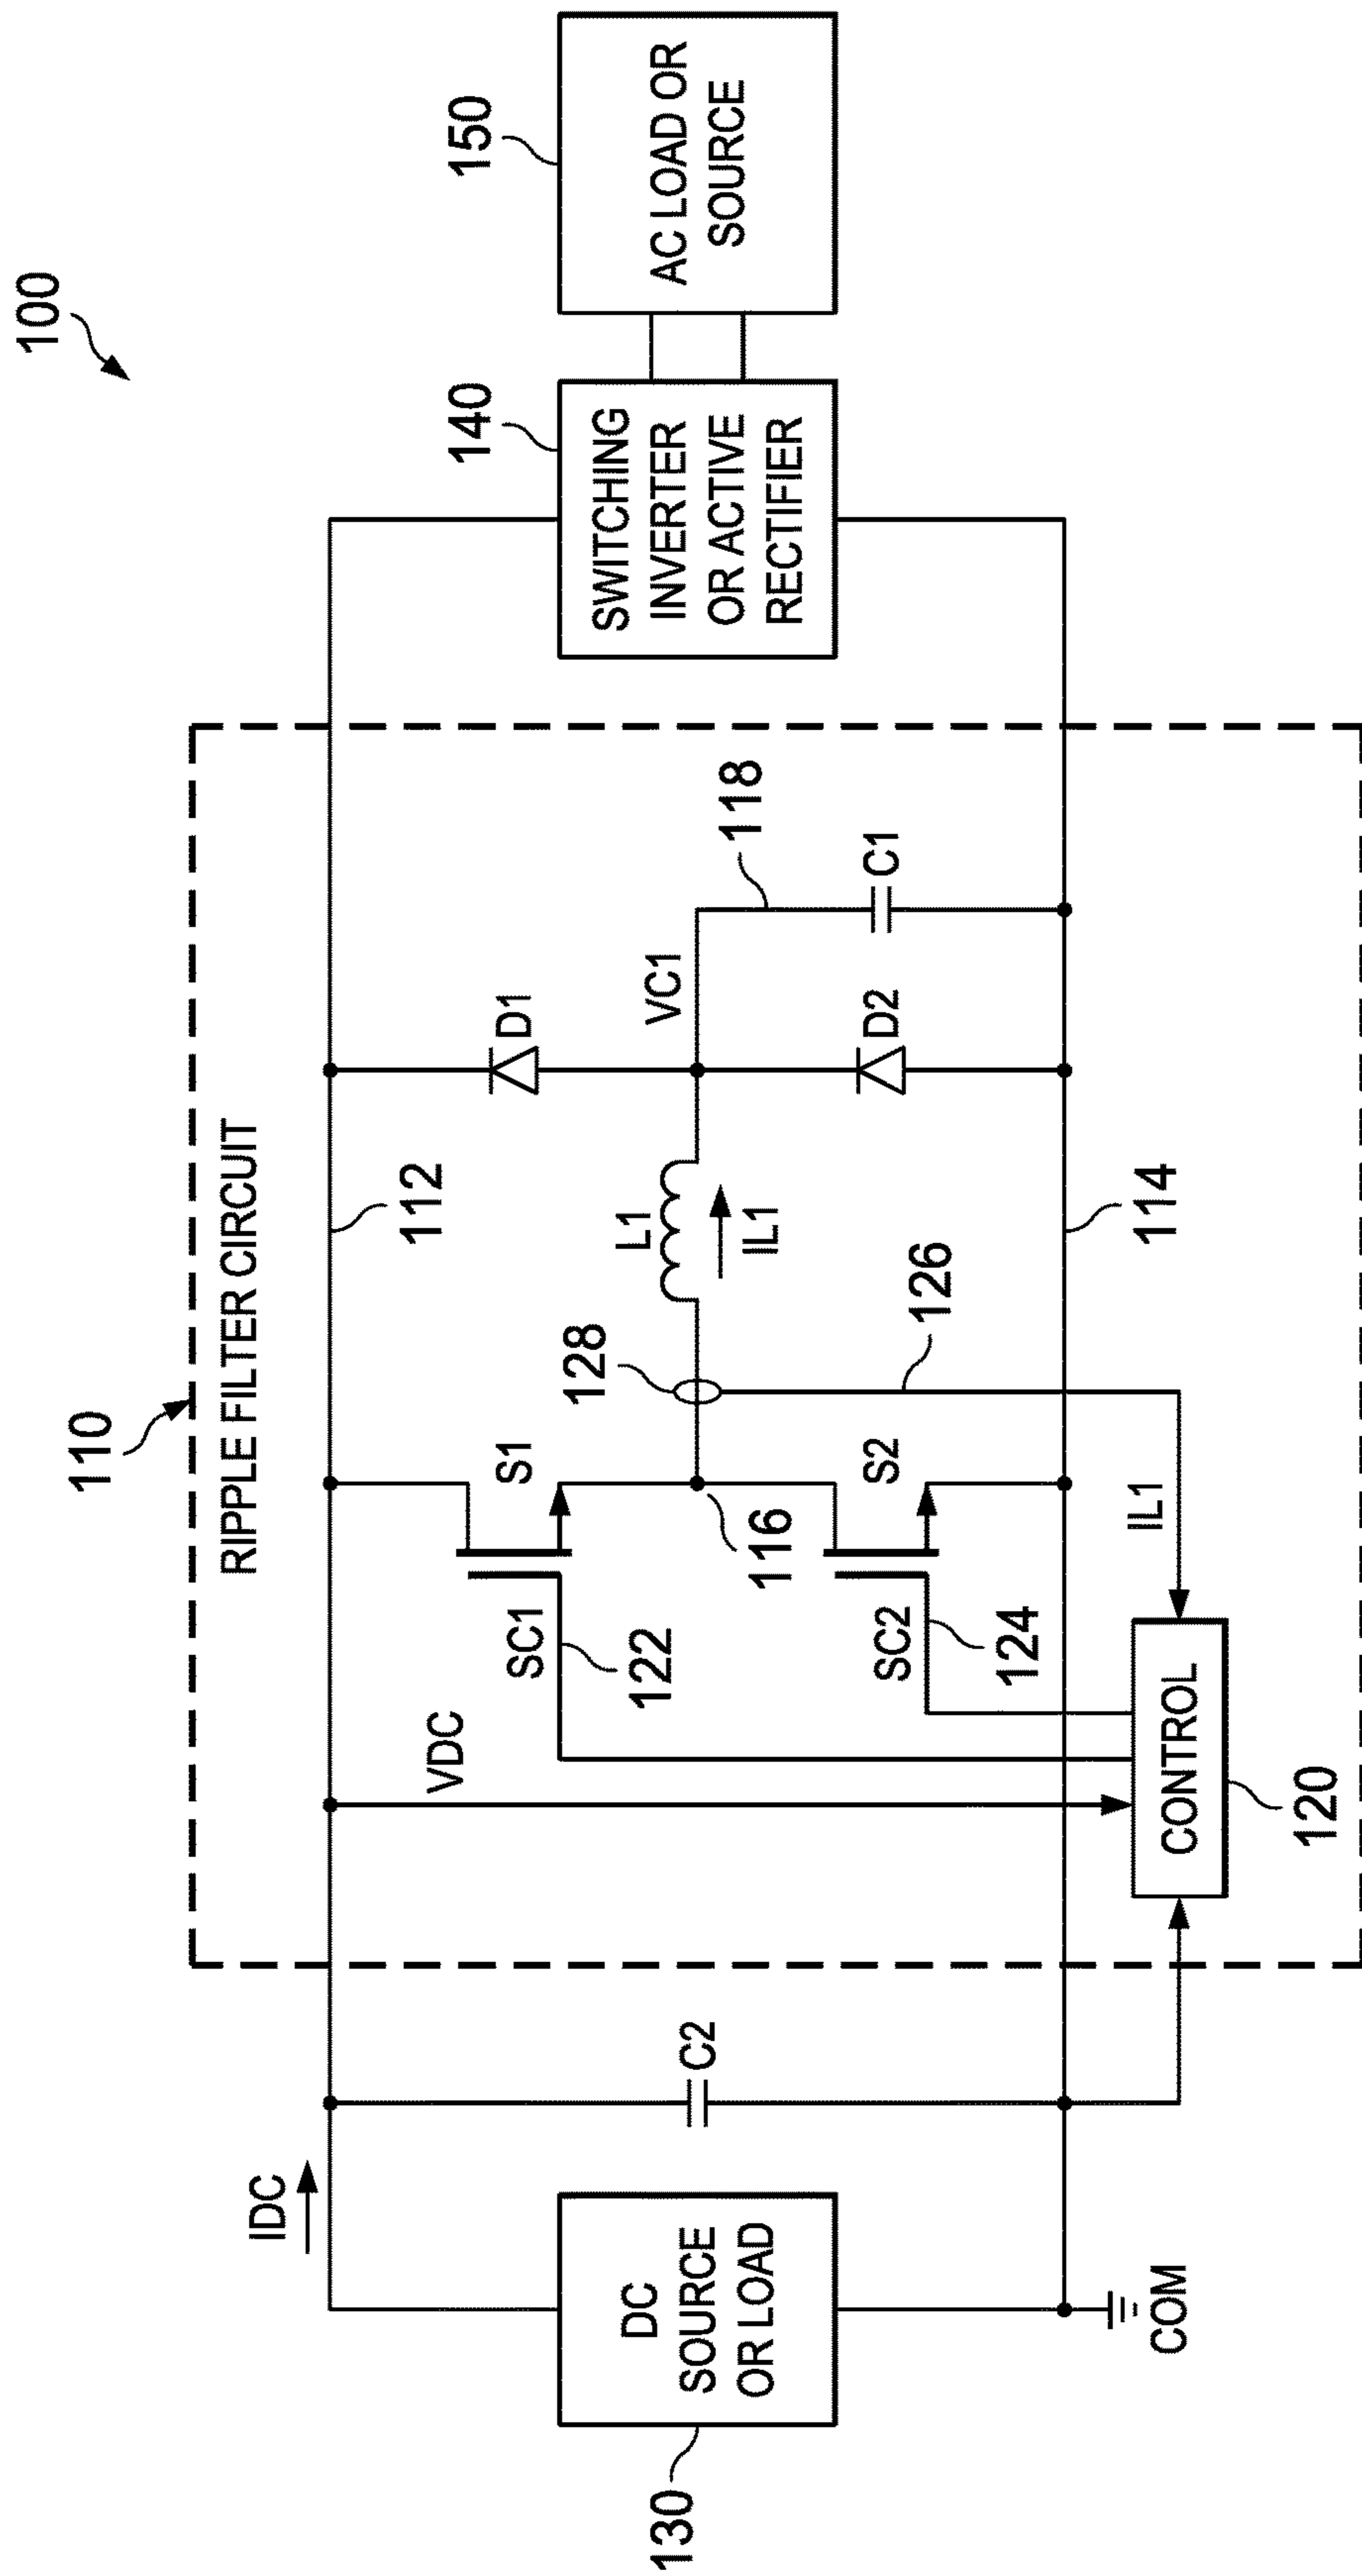 100
110
RIPPLE FILTER CIRCUIT
IDC
112
140
150
130
DC
SOURCE
OR LOAD
C2
VDC
SC1
122
S1
128
L1
IL1
D1
VC1
118
SWITCHING
INVERTER
OR ACTIVE
RECTIFIER
AC LOAD OR
SOURCE
116
SC2
124
S2
126
D2
C1
COM
114
IL1
CONTROL
120